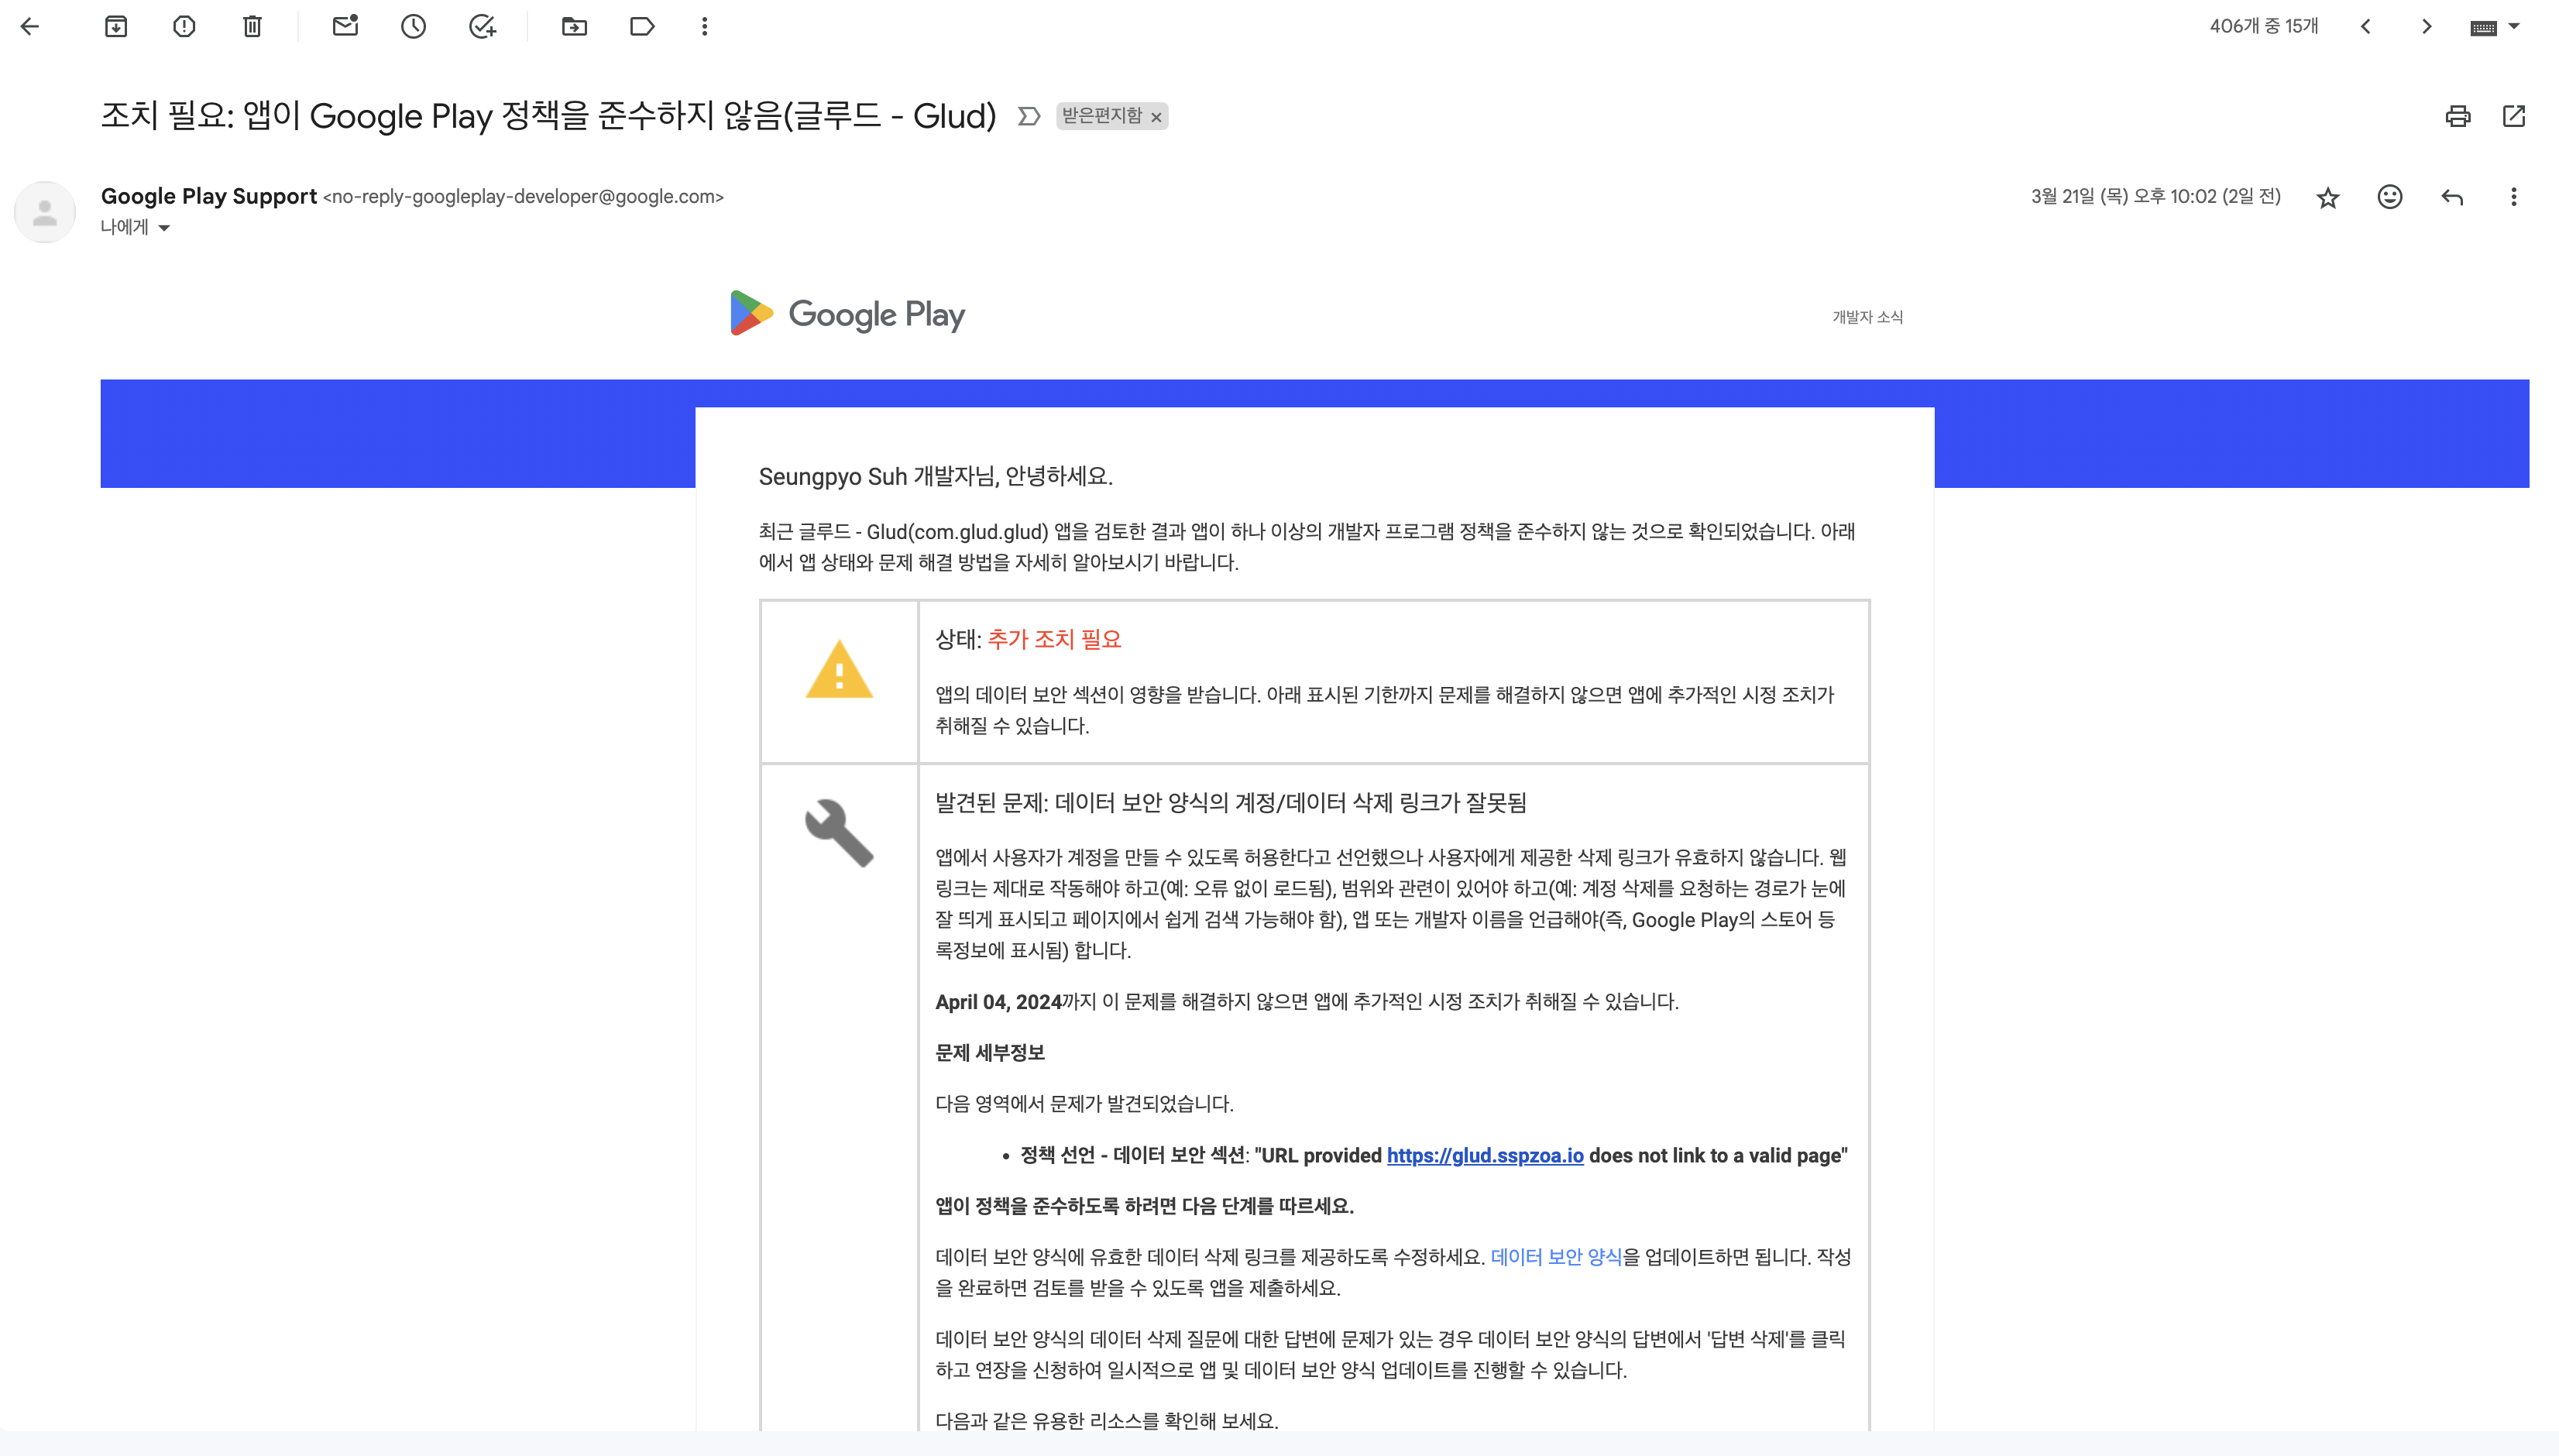 406개 중 15개
조치 필요: 앱이 Google Play 정책을 준수하지 않음(글루드 - Glud) 받은편지함 ×
Google Play Support <no-reply-googleplay-developer@google.com> 3월 21일 (목) 오후 10:02 (2일 전)
나에게
Google Play 개발자 소식
Seungpyo Suh 개발자님, 안녕하세요.
최근 글루드 - Glud(com.glud.glud) 앱을 검토한 결과 앱이 하나 이상의 개발자 프로그램 정책을 준수하지 않는 것으로 확인되었습니다. 아래
에서 앱 상태와 문제 해결 방법을 자세히 알아보시기 바랍니다.
상태: 추가 조치 필요
앱의 데이터 보안 섹션이 영향을 받습니다. 아래 표시된 기한까지 문제를 해결하지 않으면 앱에 추가적인 시정 조치가
취해질 수 있습니다.
발견된 문제: 데이터 보안 양식의 계정/데이터 삭제 링크가 잘못됨
앱에서 사용자가 계정을 만들 수 있도록 허용한다고 선언했으나 사용자에게 제공한 삭제 링크가 유효하지 않습니다. 웹
링크는 제대로 작동해야 하고(예: 오류 없이 로드됨), 범위와 관련이 있어야 하고(예: 계정 삭제를 요청하는 경로가 눈에
잘 띄게 표시되고 페이지에서 쉽게 검색 가능해야 함), 앱 또는 개발자 이름을 언급해야(즉, Google Play의 스토어 등
록정보에 표시됨) 합니다.
April 04, 2024까지 이 문제를 해결하지 않으면 앱에 추가적인 시정 조치가 취해질 수 있습니다.
문제 세부정보
다음 영역에서 문제가 발견되었습니다.
• 정책 선언 - 데이터 보안 섹션: "URL provided https://glud.sspzoa.io does not link to a valid page"
앱이 정책을 준수하도록 하려면 다음 단계를 따르세요.
데이터 보안 양식에 유효한 데이터 삭제 링크를 제공하도록 수정하세요. 데이터 보안 양식을 업데이트하면 됩니다. 작성
을 완료하면 검토를 받을 수 있도록 앱을 제출하세요.
데이터 보안 양식의 데이터 삭제 질문에 대한 답변에 문제가 있는 경우 데이터 보안 양식의 답변에서 '답변 삭제'를 클릭
하고 연장을 신청하여 일시적으로 앱 및 데이터 보안 양식 업데이트를 진행할 수 있습니다.
다음과 같은 유용한 리소스를 확인해 보세요.